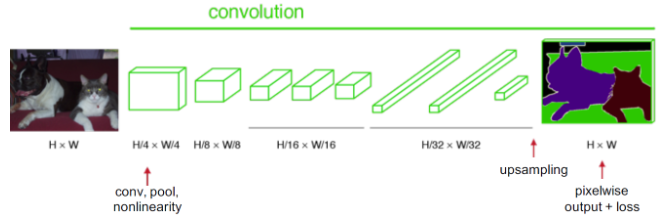 convolution
H × W
H/4 × W/4
H/8 × W/8
H/16 × W/16
H/32 × W/32
H × W
conv, pool,
nonlinearity
upsampling
pixelwise
output + loss